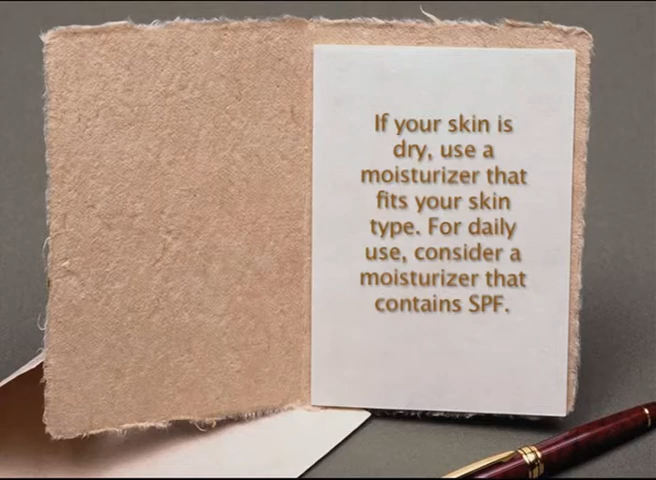 If your skin is
dry, use a
moisturizer that
fits your skin
type. For daily
use, consider a
moisturizer that
contains SPF.